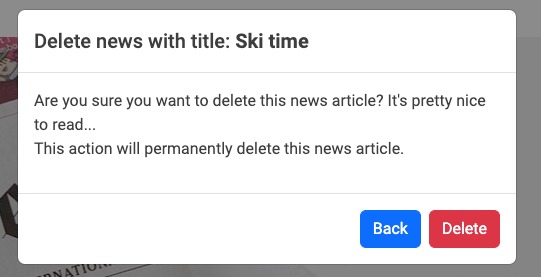 Delete news with title: Ski time
Are you sure you want to delete this news article? It's pretty nice
to read...
This action will permanently delete this news article.
Back Delete